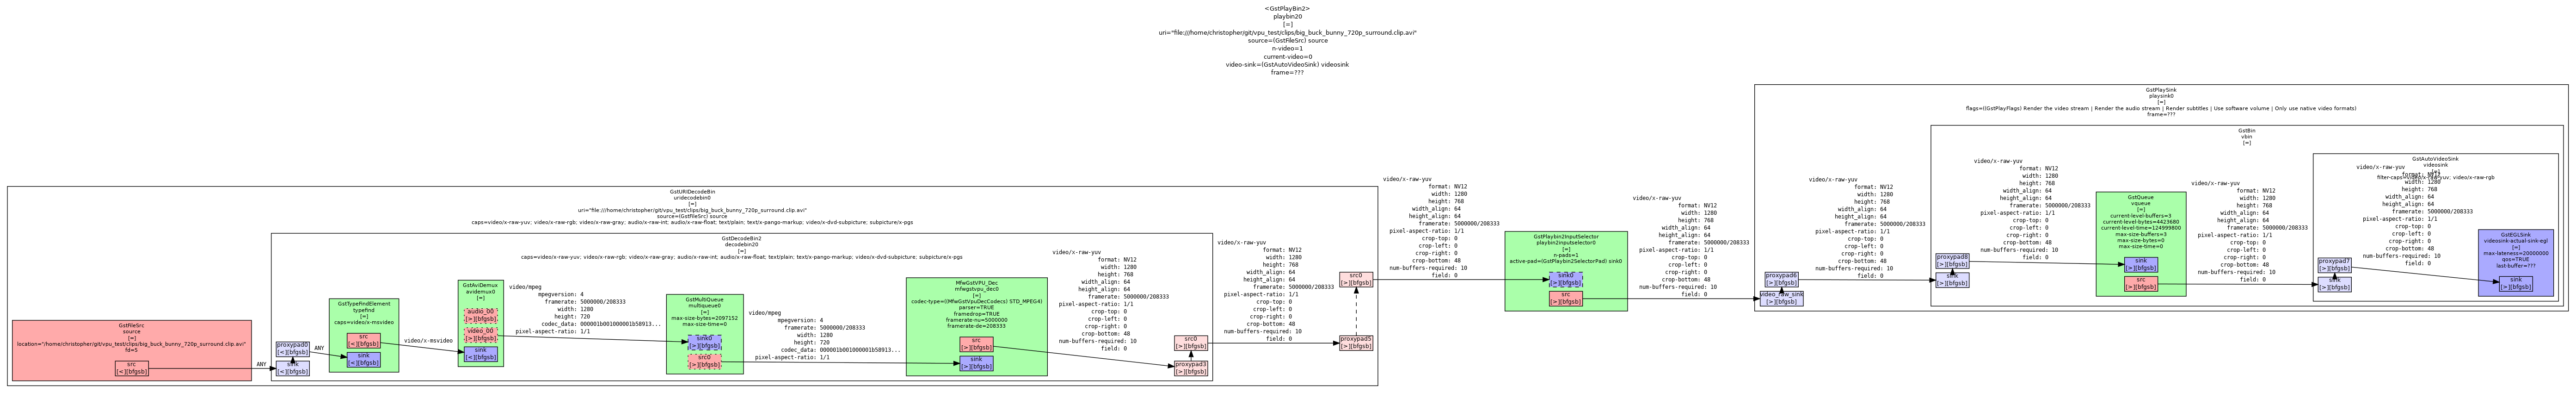 <GstPlayBin2>
playbin20
[=]
uri="file:///home/christopher/git/vpu_test/clips/big_buck_bunny_720p_surround.clip.avi"
source=(GstFileSrc) source
n-video=1
current-video=0
video-sink=(GstAutoVideoSink) videosink
frame=???
GstURIDecodeBin
uridecodebin0
[=]
uri="file:///home/christopher/git/vpu_test/clips/big_buck_bunny_720p_surround.clip.avi"
source=(GstFileSrc) source
caps=video/x-raw-yuv; video/x-raw-rgb; video/x-raw-gray; audio/x-raw-int; audio/x-raw-float; text/plain; text/x-pango-markup; video/x-dvd-subpicture; subpicture/x-pgs
GstFileSrc
source
[=]
location="/home/christopher/git/vpu_test/clips/big_buck_bunny_720p_surround.clip.avi"
fd=5
src
[<][bfgsb]
ANY
GstDecodeBin2
decodebin20
[=]
caps=video/x-raw-yuv; video/x-raw-rgb; video/x-raw-gray; audio/x-raw-int; audio/x-raw-float; text/plain; text/x-pango-markup; video/x-dvd-subpicture; subpicture/x-pgs
proxypad0
[<][bfgsb]
sink
[<][bfgsb]
ANY
GstTypeFindElement
typefind
[=]
caps=video/x-msvideo
src
[<][bfgsb]
sink
[<][bfgsb]
video/x-msvideo
GstAviDemux
avidemux0
[=]
audio_00
[>][bfgsb]
video_00
[>][bfgsb]
sink
[<][bfgsb]
video/mpeg
mpegversion: 4
framerate: 5000000/208333
width: 1280
height: 720
codec_data: 000001b001000001b58913...
pixel-aspect-ratio: 1/1
GstMultiQueue
multiqueue0
[=]
max-size-bytes=2097152
max-size-time=0
sink0
[>][bfgsb]
src0
[>][bfgsb]
video/mpeg
mpegversion: 4
framerate: 5000000/208333
width: 1280
height: 720
codec_data: 000001b001000001b58913...
pixel-aspect-ratio: 1/1
MfwGstVPU_Dec
mfwgstvpu_dec0
[=]
codec-type=((MfwGstVpuDecCodecs) STD_MPEG4)
parser=TRUE
framedrop=TRUE
framerate-nu=5000000
framerate-de=208333
src
[>][bfgsb]
sink
[>][bfgsb]
video/x-raw-yuv
format: NV12
width: 1280
height: 768
width_align: 64
height_align: 64
framerate: 5000000/208333
pixel-aspect-ratio: 1/1
crop-top: 0
crop-left: 0
crop-right: 0
crop-bottom: 48
num-buffers-required: 10
field: 0
src0
[>][bfgsb]
proxypad3
[>][bfgsb]
video/x-raw-yuv
format: NV12
width: 1280
height: 768
width_align: 64
height_align: 64
framerate: 5000000/208333
pixel-aspect-ratio: 1/1
crop-top: 0
crop-left: 0
crop-right: 0
crop-bottom: 48
num-buffers-required: 10
field: 0
src0
[>][bfgsb]
proxypad5
[>][bfgsb]
video/x-raw-yuv
format: NV12
width: 1280
height: 768
width_align: 64
height_align: 64
framerate: 5000000/208333
pixel-aspect-ratio: 1/1
crop-top: 0
crop-left: 0
crop-right: 0
crop-bottom: 48
num-buffers-required: 10
field: 0
GstPlaybin2InputSelector
playbin2inputselector0
[=]
n-pads=1
active-pad=(GstPlaybin2SelectorPad) sink0
sink0
[>][bfgsb]
src
[>][bfgsb]
video/x-raw-yuv
format: NV12
width: 1280
height: 768
width_align: 64
height_align: 64
framerate: 5000000/208333
pixel-aspect-ratio: 1/1
crop-top: 0
crop-left: 0
crop-right: 0
crop-bottom: 48
num-buffers-required: 10
field: 0
GstPlaySink
playsink0
[=]
flags=((GstPlayFlags) Render the video stream | Render the audio stream | Render subtitles | Use software volume | Only use native video formats)
frame=???
proxypad6
[>][bfgsb]
video_raw_sink
[>][bfgsb]
video/x-raw-yuv
format: NV12
width: 1280
height: 768
width_align: 64
height_align: 64
framerate: 5000000/208333
pixel-aspect-ratio: 1/1
crop-top: 0
crop-left: 0
crop-right: 0
crop-bottom: 48
num-buffers-required: 10
field: 0
GstBin
vbin
[=]
proxypad8
[>][bfgsb]
sink
[>][bfgsb]
video/x-raw-yuv
format: NV12
width: 1280
height: 768
width_align: 64
height_align: 64
framerate: 5000000/208333
pixel-aspect-ratio: 1/1
crop-top: 0
crop-left: 0
crop-right: 0
crop-bottom: 48
num-buffers-required: 10
field: 0
GstQueue
vqueue
[=]
current-level-buffers=3
current-level-bytes=4423680
current-level-time=124999800
max-size-buffers=3
max-size-bytes=0
max-size-time=0
sink
[>][bfgsb]
src
[>][bfgsb]
video/x-raw-yuv
format: NV12
width: 1280
height: 768
width_align: 64
height_align: 64
framerate: 5000000/208333
pixel-aspect-ratio: 1/1
crop-top: 0
crop-left: 0
crop-right: 0
crop-bottom: 48
num-buffers-required: 10
field: 0
GstAutoVideoSink
videosink
[=]
filter-caps=video/x-raw-yuv; video/x-raw-rgb
proxypad7
[>][bfgsb]
sink
[>][bfgsb]
video/x-raw-yuv
format: NV12
width: 1280
height: 768
width_align: 64
height_align: 64
framerate: 5000000/208333
pixel-aspect-ratio: 1/1
crop-top: 0
crop-left: 0
crop-right: 0
crop-bottom: 48
num-buffers-required: 10
field: 0
GstEGLSink
videosink-actual-sink-egl
[=]
max-lateness=20000000
qos=TRUE
last-buffer=???
sink
[>][bfgsb]